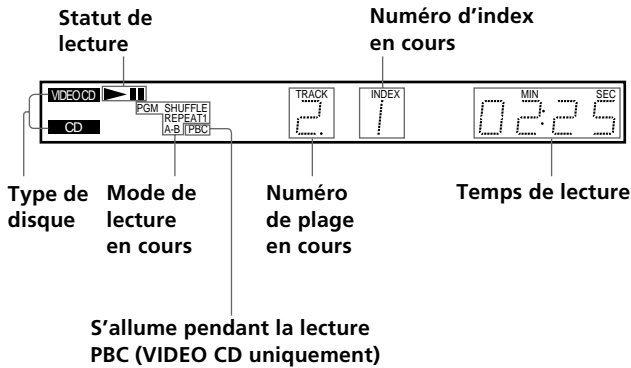 Statut de
lecture
Numéro d’index
en cours
VIDEO CD
CD
PGM SHUFFLE
REPEAT1
A-B PBC
TRACK
2.
INDEX
1
MIN SEC
02:25
Type de
disque
Mode de
lecture
en cours
Numéro
de plage
en cours
Temps de lecture
S'allume pendant la lecture
PBC (VIDEO CD uniquement)